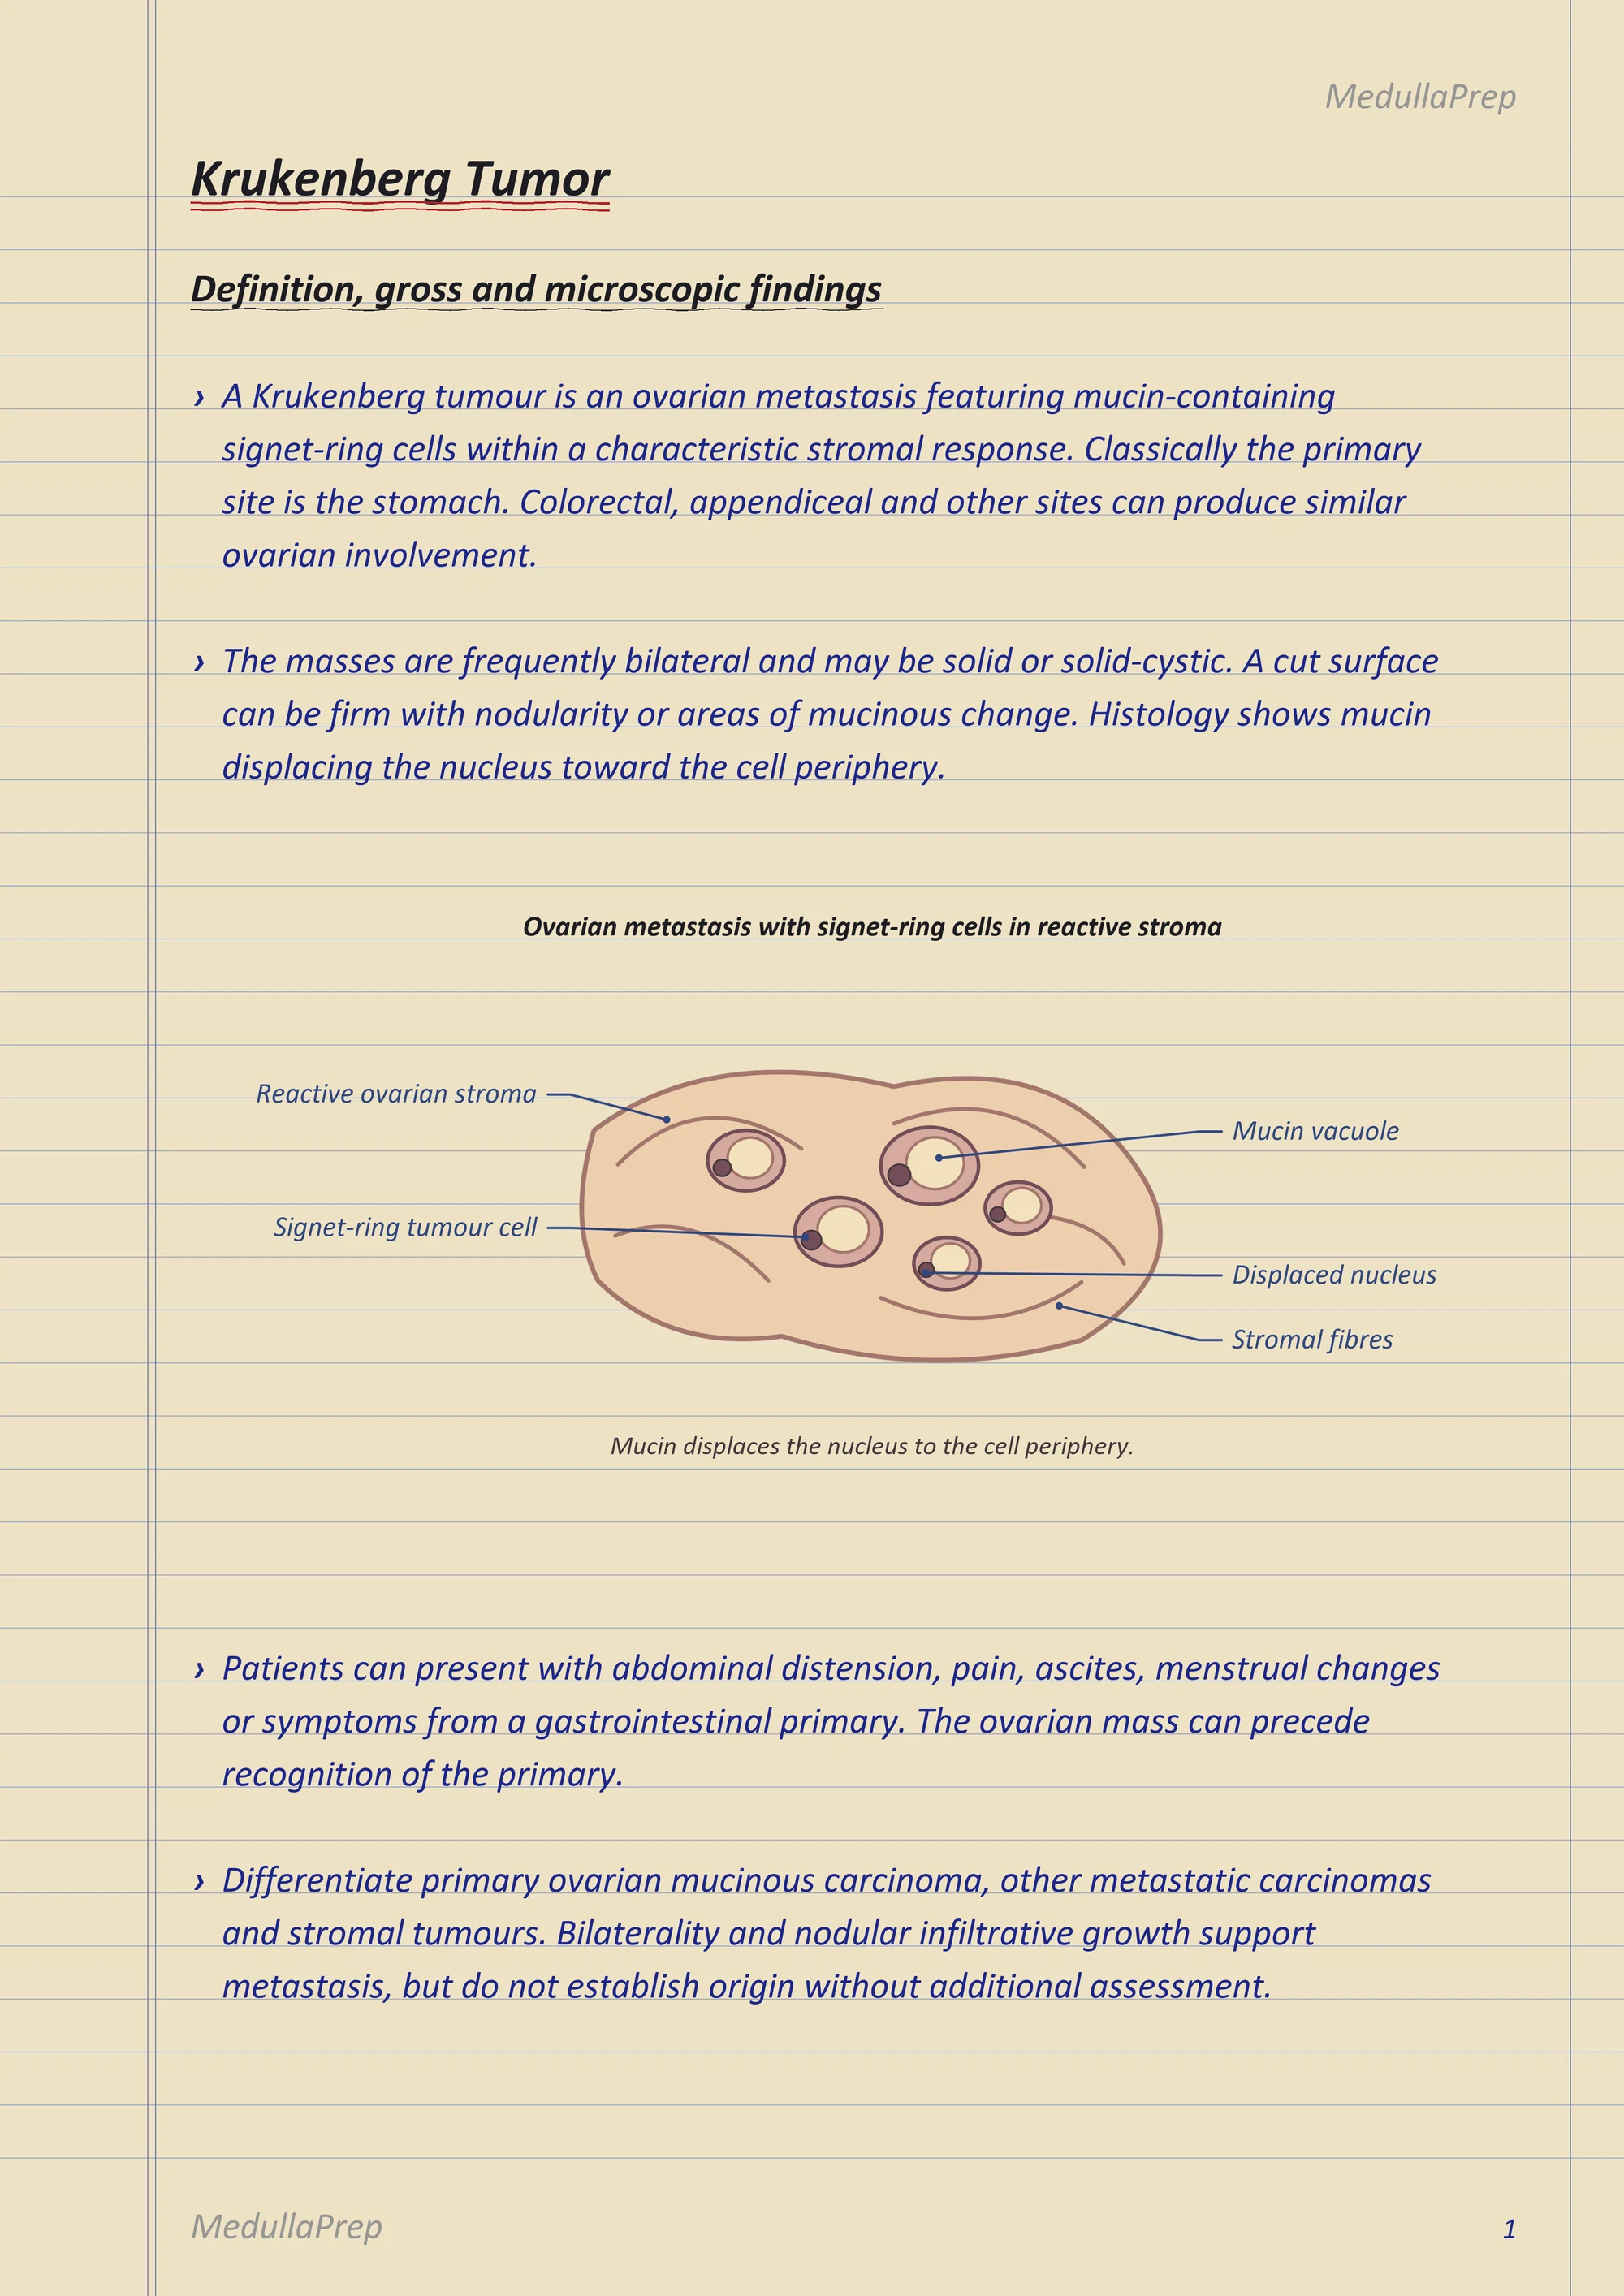 MedullaPrep
Krukenberg Tumor
Definition, gross and microscopic findings
› A Krukenberg tumour is an ovarian metastasis featuring mucin-containing
signet-ring cells within a characteristic stromal response. Classically the primary
site is the stomach. Colorectal, appendiceal and other sites can produce similar
ovarian involvement.
› The masses are frequently bilateral and may be solid or solid-cystic. A cut surface
can be firm with nodularity or areas of mucinous change. Histology shows mucin
displacing the nucleus toward the cell periphery.
Ovarian metastasis with signet-ring cells in reactive stroma
Reactive ovarian stroma
Mucin vacuole
Signet-ring tumour cell
Displaced nucleus
Stromal fibres
Mucin displaces the nucleus to the cell periphery.
› Patients can present with abdominal distension, pain, ascites, menstrual changes
or symptoms from a gastrointestinal primary. The ovarian mass can precede
recognition of the primary.
› Differentiate primary ovarian mucinous carcinoma, other metastatic carcinomas
and stromal tumours. Bilaterality and nodular infiltrative growth support
metastasis, but do not establish origin without additional assessment.
MedullaPrep
1